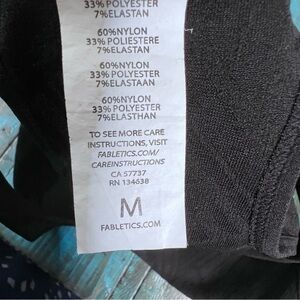 33% POLYESTER
7%ELASTAN
60%NYLON
33% POLIESTERE
7%ELASTAN
60%NYLON
33% POLYESTER
7%ELASTAAN
60%NYLON
33% POLYESTER
7%ELASTHAN
TO SEE MORE CARE
INSTRUCTIONS, VISIT
FABLETICS.COM/
CAREINSTRUCTIONS
CA 57737
RN 134638
M
FABLETICS.COM